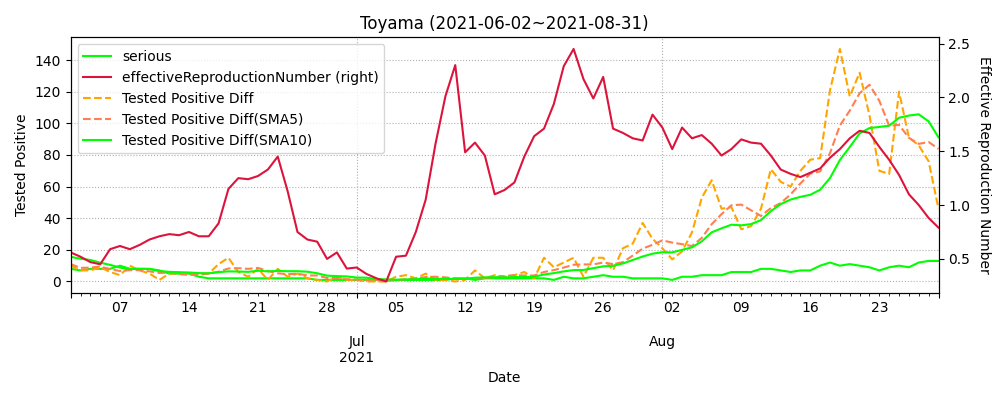 Toyama (2021-06-02~2021-08-31)
serious
effectiveReproductionNumber (right)
Tested Positive Diff
Tested Positive Diff(SMA5)
Tested Positive Diff(SMA10)
Tested Positive
140
120
100
80
60
40
20
0
2.5
2.0
1.5
1.0
0.5
Effective Reproduction Number
07 14 21 28 05 12 19 26 02 09 16 23
Jul Aug
2021
Date